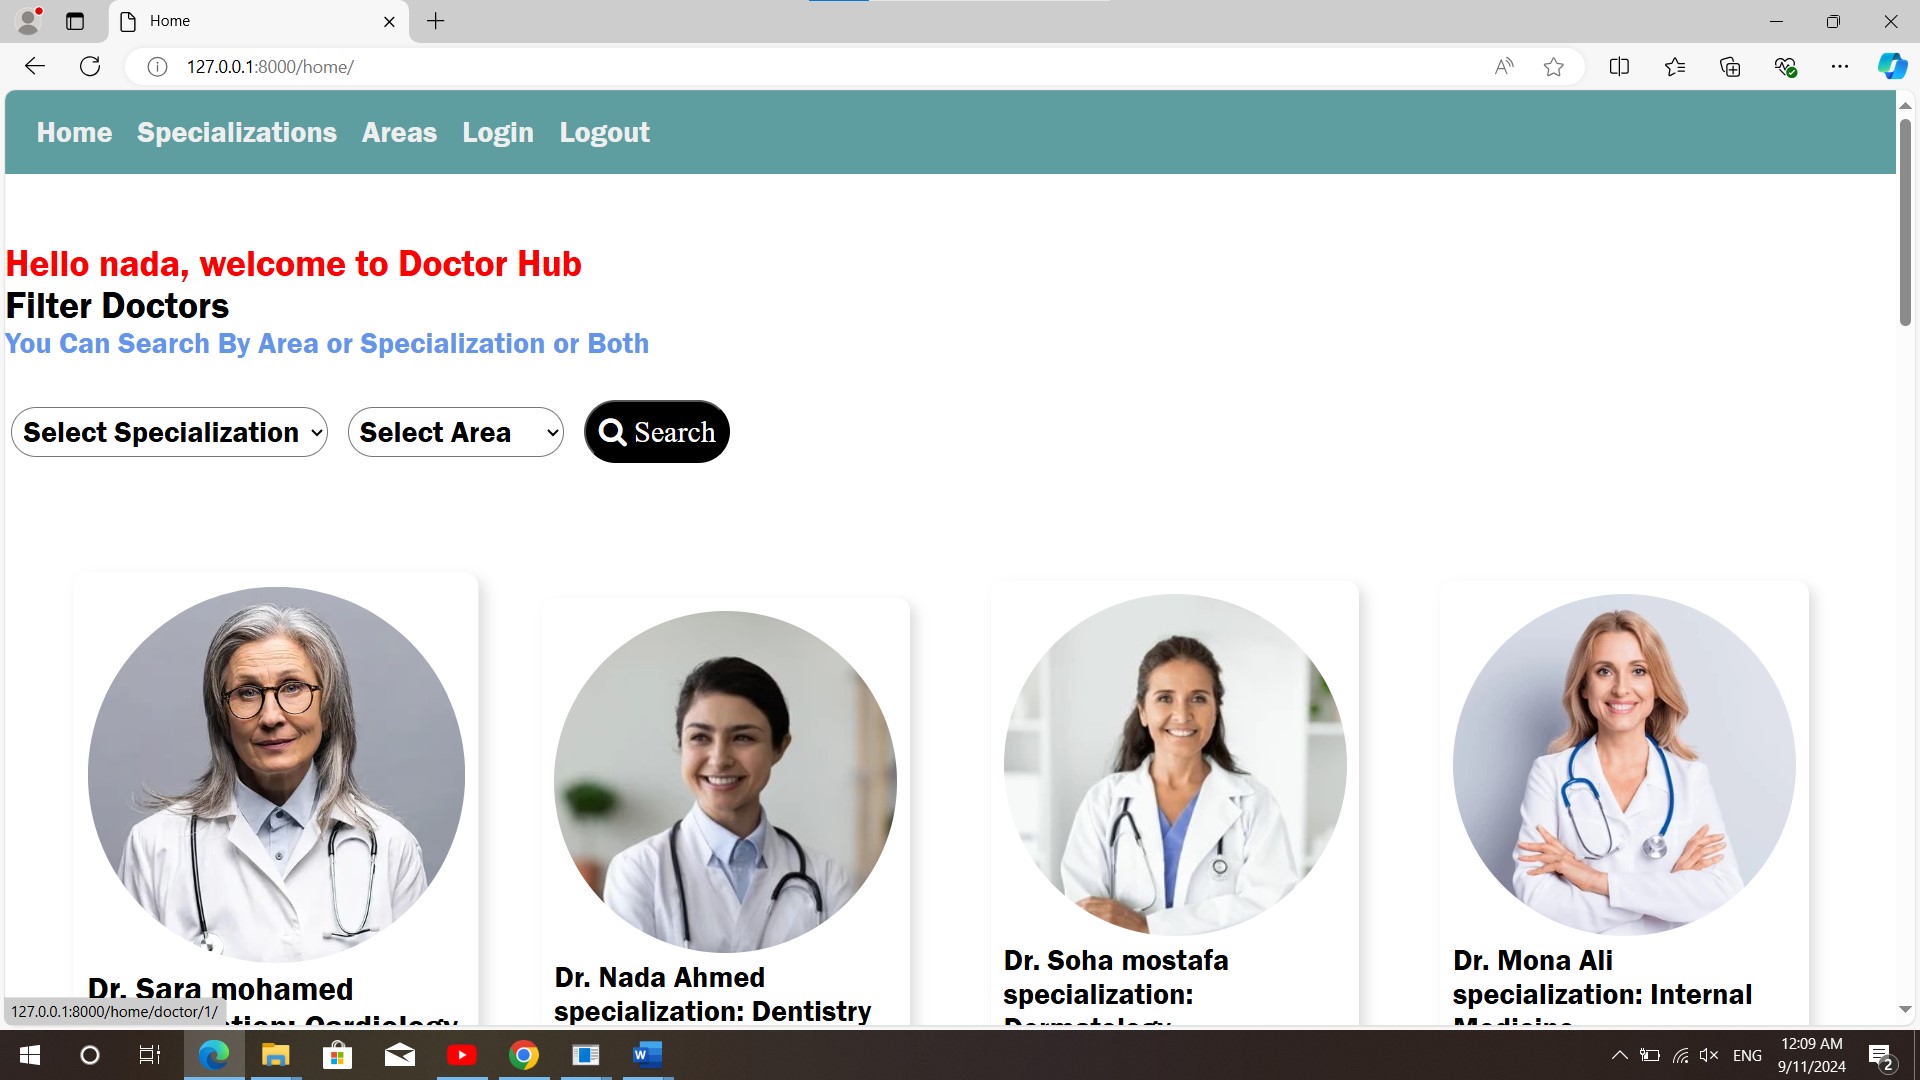 Home
127.0.0.1:8000/home/
Home Specializations Areas Login Logout
Hello nada, welcome to Doctor Hub
Filter Doctors
You Can Search By Area or Specialization or Both
Select Specialization Select Area Search
Dr. Sara mohamed
Cardiology
Dr. Nada Ahmed
specialization: Dentistry
Dr. Soha mostafa
specialization:
Dermatology
Dr. Mona Ali
specialization: Internal
Medicine
127.0.0.1:8000/home/doctor/1/
ENG
12:09 AM
9/11/2024
2